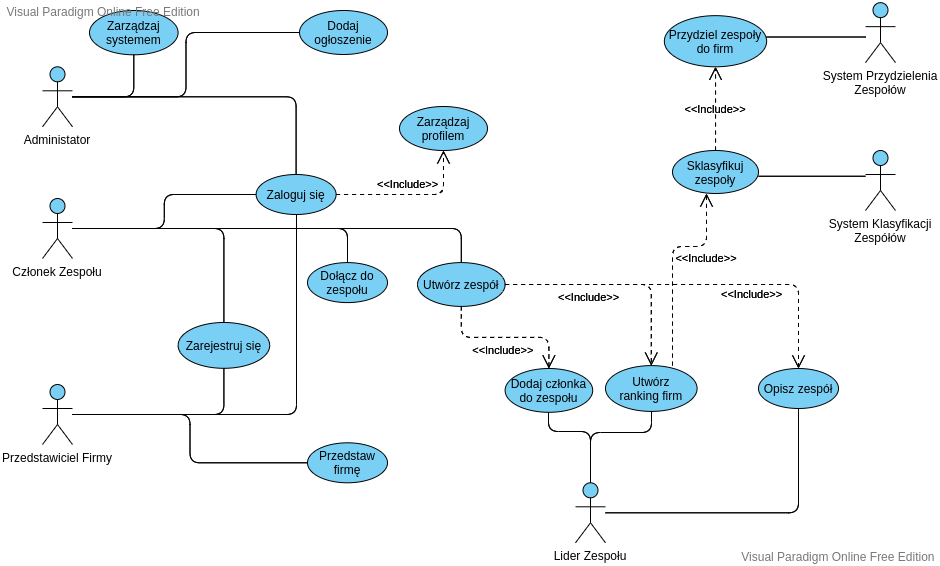 Visual Paradigm Online Free Edition
Zarządzaj
systemem
Dodaj
ogłoszenie
Przydziel zespoły
do firm
System Przydzielenia
Zespołów
<<Include>>
Administator
Zarządzaj
profilem
Sklasyfikuj
zespoły
<<Include>>
Zaloguj się
System Klasyfikacji
Zespółów
Członek Zespołu
<<Include>>
Dołącz do
zespołu
Utwórz zespół
<<Include>>
<<Include>>
Zarejestruj się
<<Include>>
Dodaj członka
do zespołu
Utwórz
ranking firm
Opisz zespół
Przedstawiciel Firmy
Przedstaw
firmę
Lider Zespołu
Visual Paradigm Online Free Edition